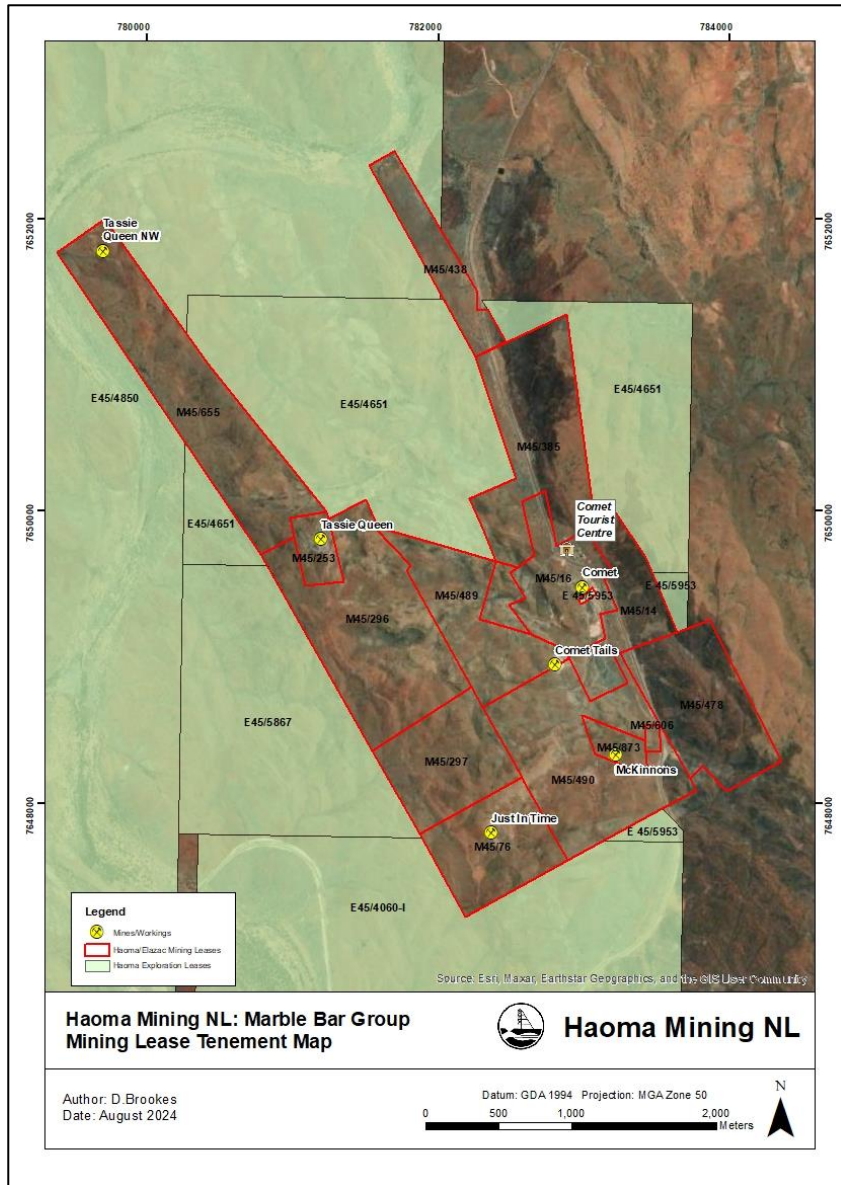 780000
782000
784000
7652000
7652000
Tassie
Queen NW
M45/438
E45/4850
M45/655
E45/4651
E45/4651
M45/385
7650000
7650000
E45/4651
Tassie Queen
M45/253
Comet
Tourist
Centre
M45/16
Comet
E 45/5953
E 45/5953
M45/14
M45/489
M45/296
Comet Tails
E45/5867
M45/478
M45/606
M45/873
M45/297
M45/490
McKinnons
7648000
7648000
Just In Time
M45/76
E 45/5953
E45/4060-I
Legend
Mines/Workings
Haoma/Elazac Mining Leases
Haoma Exploration Leases
Source: Esri, Maxar, Earthstar Geographics, and the GIS User Community
Haoma Mining NL: Marble Bar Group
Mining Lease Tenement Map
Haoma Mining NL
Author: D.Brookes
Date: August 2024
Datum: GDA 1994 Projection: MGA Zone 50
0 500 1,000 2,000
Meters
N